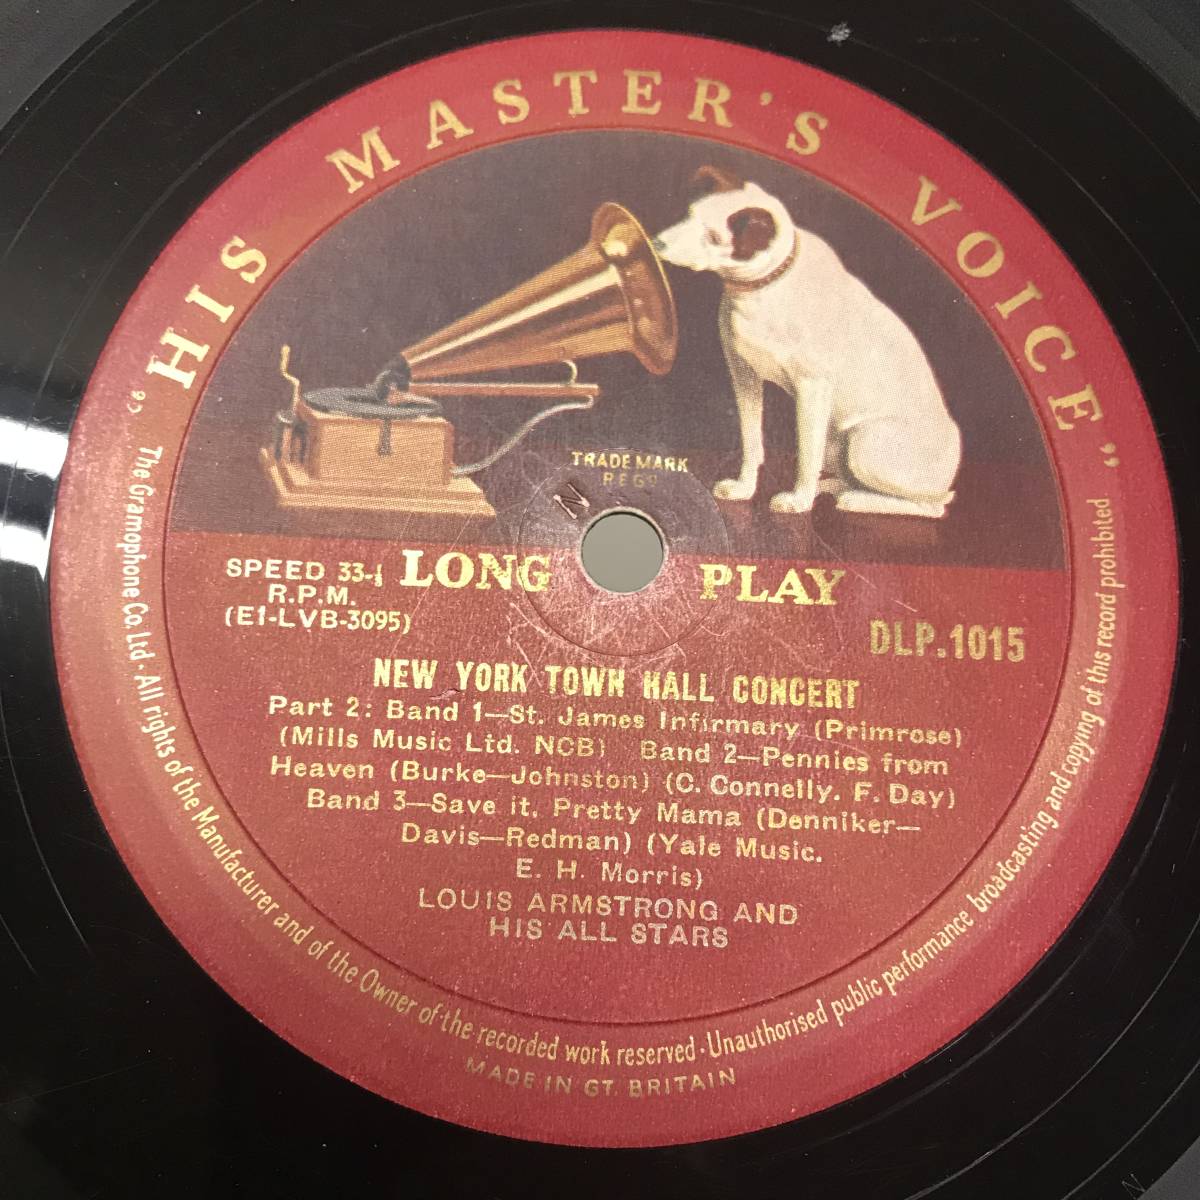 "HIS MASTER'S VOICE"
TRADE MARK
REGD
N
SPEED 33-⅓
R.P.M.
(E1-LVB-3095)
LONG PLAY
DLP.1015
NEW YORK TOWN HALL CONCERT
Part 2: Band 1—St. James Infirmary (Primrose)
(Mills Music Ltd. NCB) Band 2—Pennies from
Heaven (Burke—Johnston) (C. Connelly. F. Day)
Band 3—Save it, Pretty Mama (Denniker—
Davis—Redman) (Yale Music.
E. H. Morris)
LOUIS ARMSTRONG AND
HIS ALL STARS
The Gramophone Co. Ltd · All rights of the Manufacturer and of the Owner of the recorded work reserved · Unauthorised public performance broadcasting and copying of this record prohibited
MADE IN GT. BRITAIN